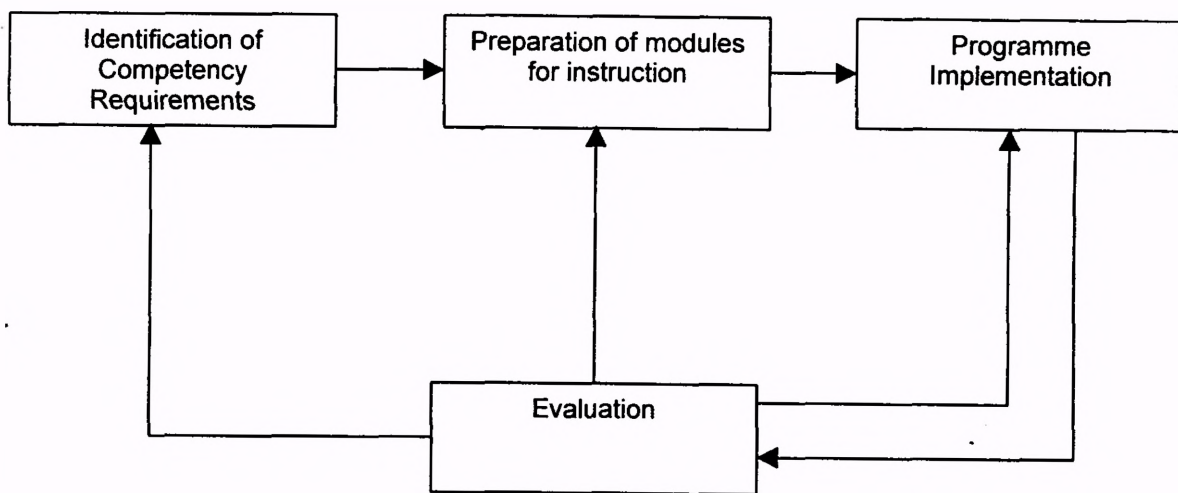 Identification of
Competency
Requirements
Preparation of modules
for instruction
Programme
Implementation
Evaluation